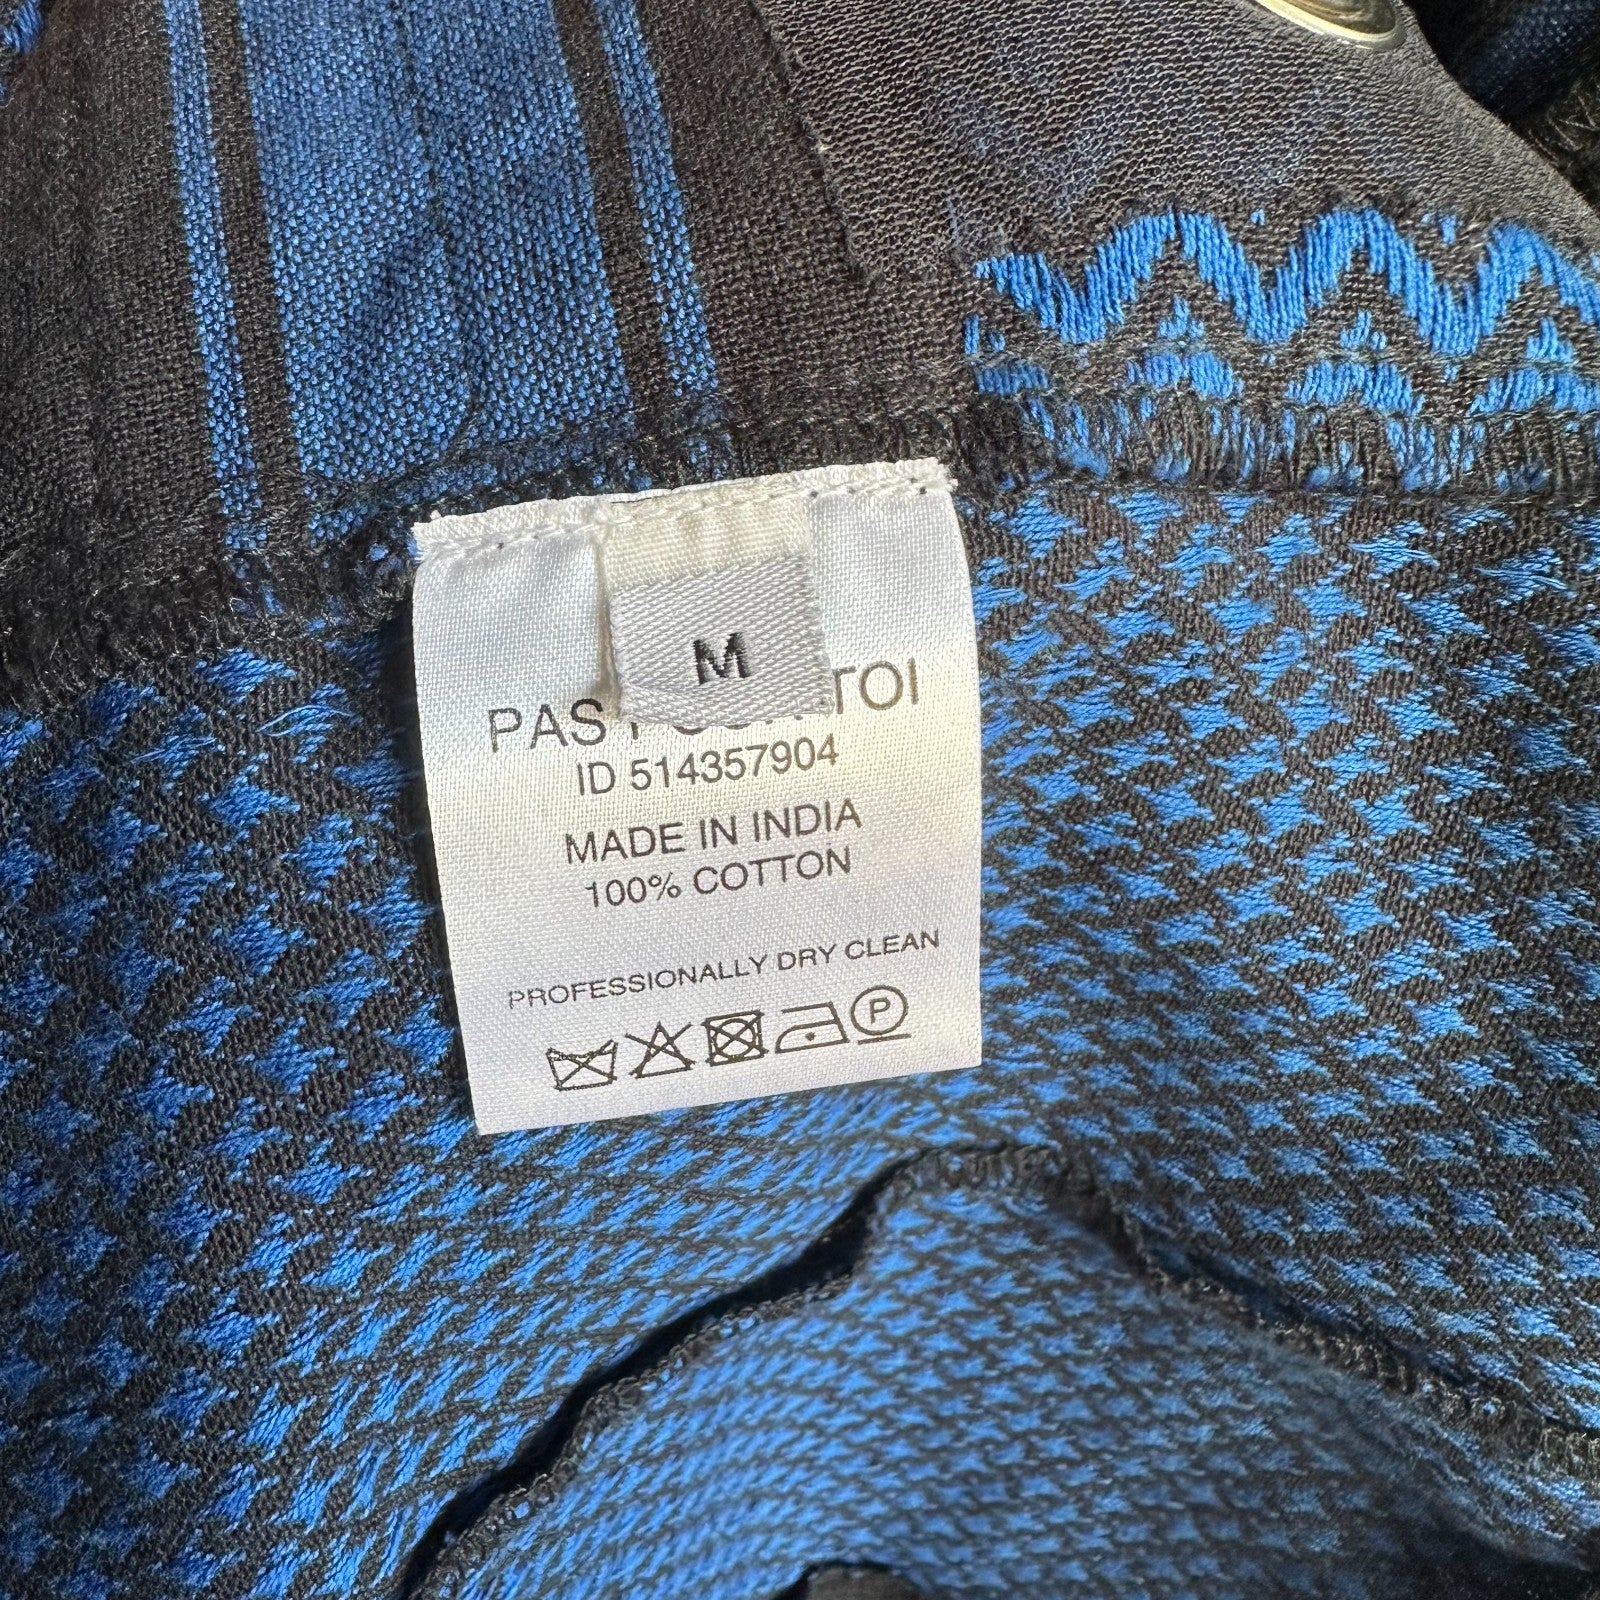 M
PAS TOI
ID 514357904
MADE IN INDIA
100% COTTON
PROFESSIONALLY DRY CLEAN
P